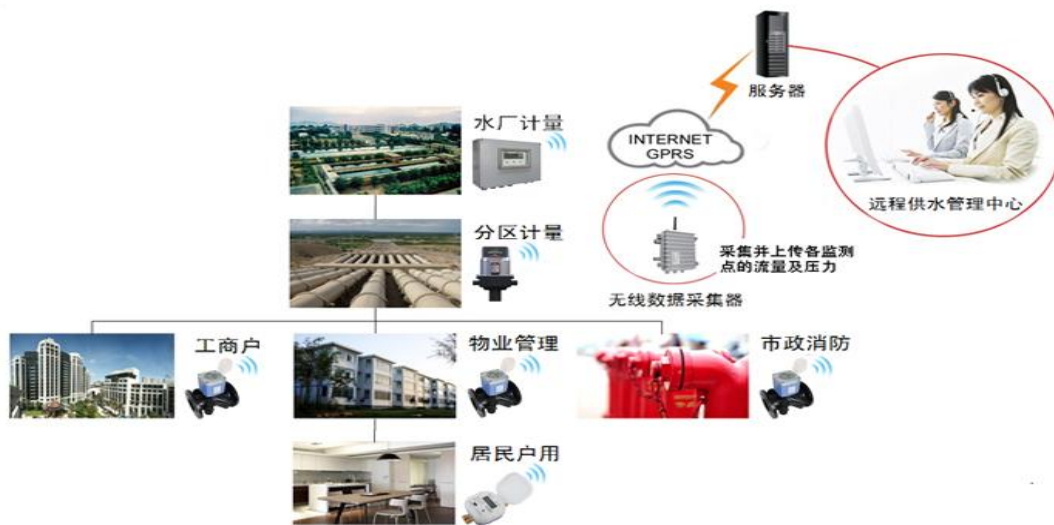 服务器
水厂计量
INTERNET
GPRS
远程供水管理中心
分区计量
采集并上传各监测
点的流量及压力
无线数据采集器
工商户
物业管理
市政消防
居民户用